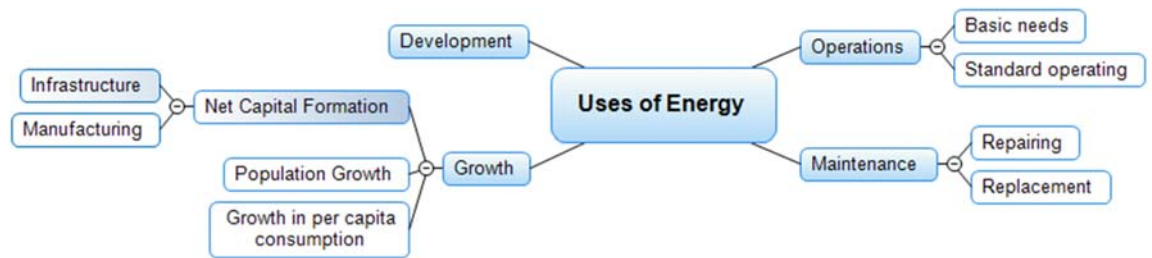 Uses of Energy
Development
Operations
Basic needs
Standard operating
Infrastructure
Manufacturing
Net Capital Formation
Population Growth
Growth in per capita
consumption
Growth
Maintenance
Repairing
Replacement